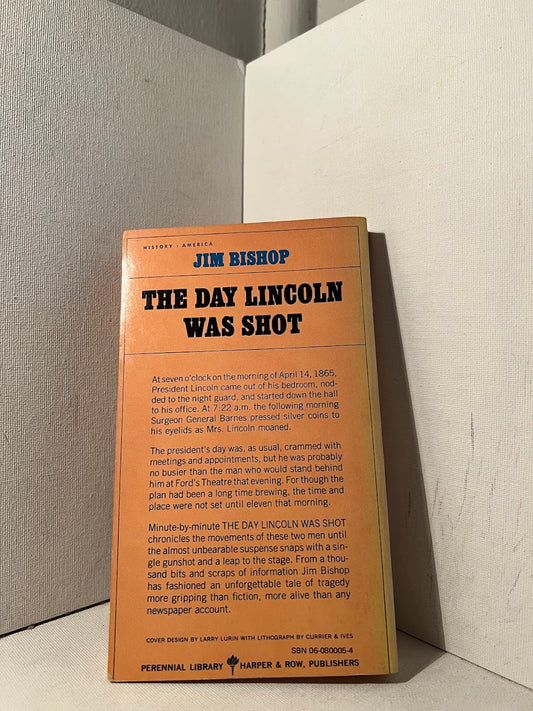 HISTORY : AMERICA
JIM BISHOP
THE DAY LINCOLN
WAS SHOT
At seven o'clock on the morning of April 14, 1865,
President Lincoln came out of his bedroom, nod-
ded to the night guard, and started down the hall
to his office. At 7:22 a.m. the following morning
Surgeon General Barnes pressed silver coins to
his eyelids as Mrs. Lincoln moaned.
The president's day was, as usual, crammed with
meetings and appointments, but he was probably
no busier than the man who would stand behind
him at Ford's Theatre that evening. For though the
plan had been a long time brewing, the time and
place were not set until eleven that morning.
Minute-by-minute THE DAY LINCOLN WAS SHOT
chronicles the movements of these two men until
the almost unbearable suspense snaps with a sin-
gle gunshot and a leap to the stage. From a thou-
sand bits and scraps of information Jim Bishop
has fashioned an unforgettable tale of tragedy
more gripping than fiction, more alive than any
newspaper account.
COVER DESIGN BY LARRY LURIN WITH LITHOGRAPH BY CURRIER & IVES
SBN 06-080005-4
PERENNIAL LIBRARY HARPER & ROW, PUBLISHERS